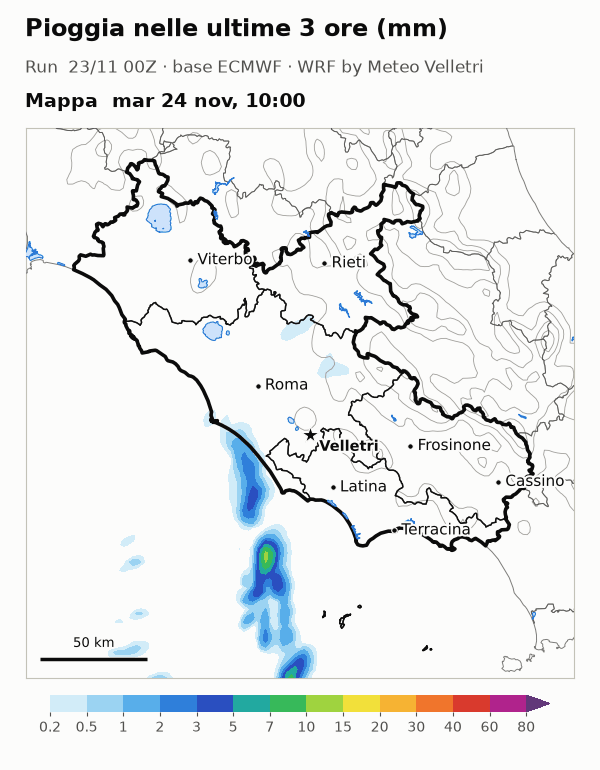 Pioggia nelle ultime 3 ore (mm)
Run  23/11 00Z · base ECMWF · WRF by Meteo Velletri
Mappa  mar 24 nov, 10:00
Viterbo
Rieti
Roma
Velletri
Frosinone
Latina
Cassino
Terracina
50 km
0.2 0.5 1 2 3 5 7 10 15 20 30 40 60 80